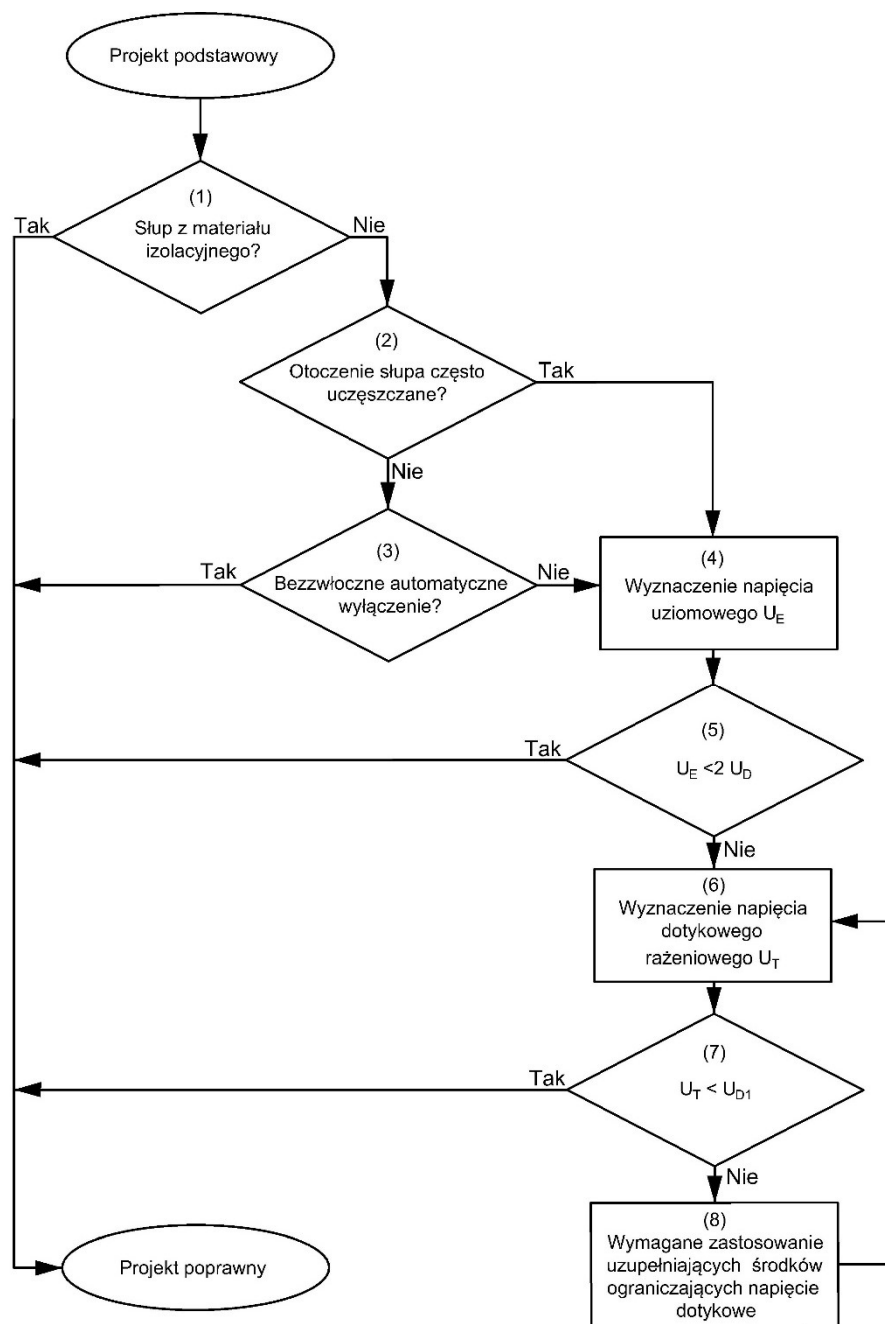 Projekt podstawowy
(1)
Tak
Nie
Słup z materiału
izolacyjnego?
(2)
Otoczenie słupa często
uczęszczane?
Tak
Nie
(3)
Tak
Bezzwłoczne automatyczne
wyłączenie?
Nie
(4)
Wyznaczenie napięcia
uziomowego U_E
(5)
Tak
U_E <2 U_D
Nie
(6)
Wyznaczenie napięcia
dotykowego
rażeniowego U_T
(7)
Tak
U_T < U_D1
Nie
(8)
Wymagane zastosowanie
uzupełniających środków
ograniczających napięcie
dotykowe
Projekt poprawny